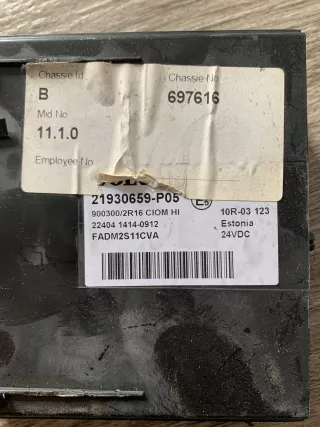 Chassie Id. Chassie No
B 697616
Mid No
11.1.0
Employee No
21930659-P05
900300/2R16 CIOM HI 10R-03 123
22404 1414-0912 Estonia
FADM2S11CVA 24VDC